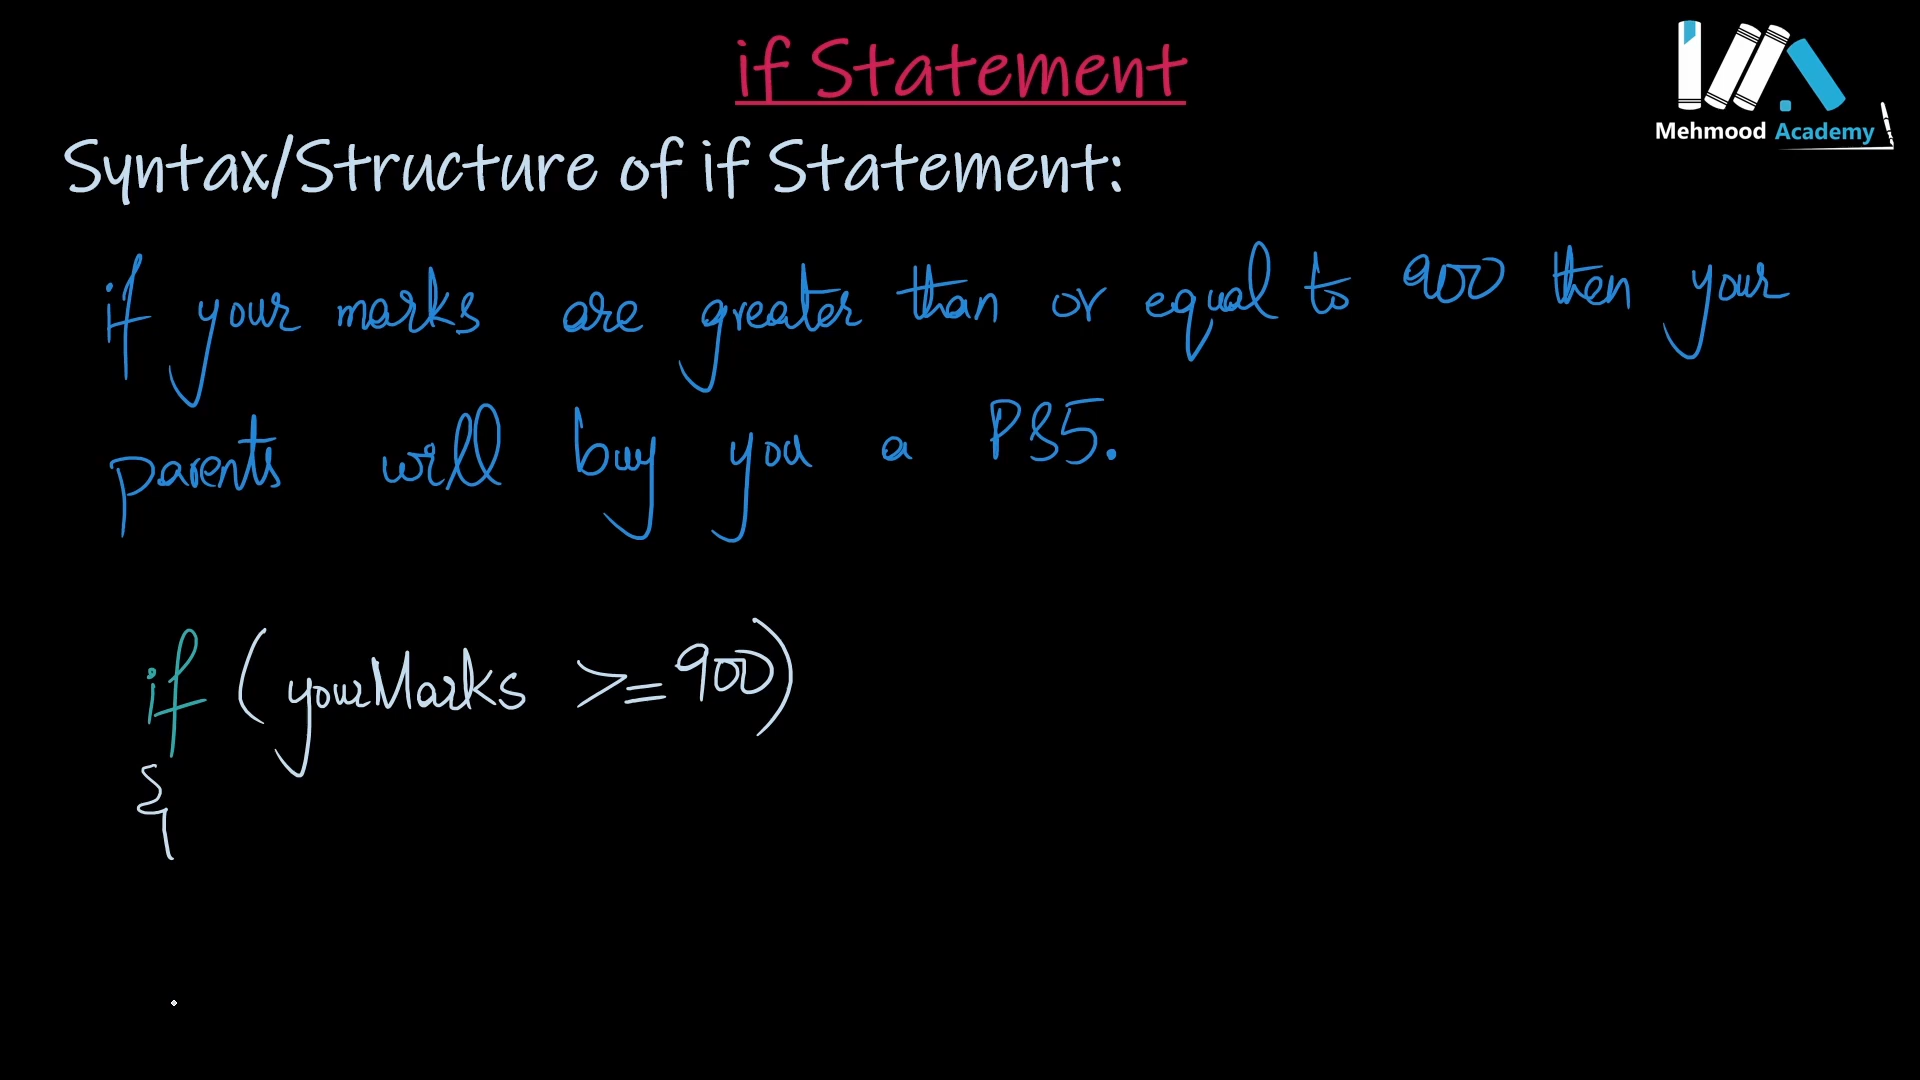 if Statement
Mehmood Academy
Syntax/Structure of if Statement:
if your marks are greater than or equal to 900 then your
parents will buy you a PS5.
if (yourMarks >= 900)
{